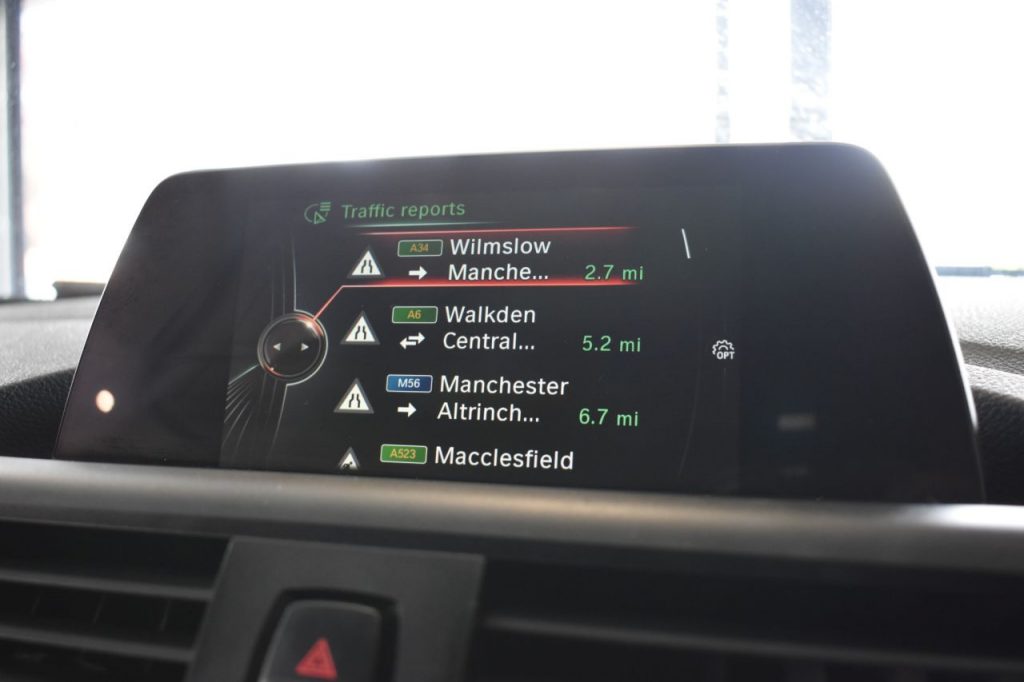 Traffic reports
A34 Wilmslow
Manche... 2.7 mi
A6 Walkden
Central... 5.2 mi
OPT
M56 Manchester
Altrinch... 6.7 mi
A523 Macclesfield